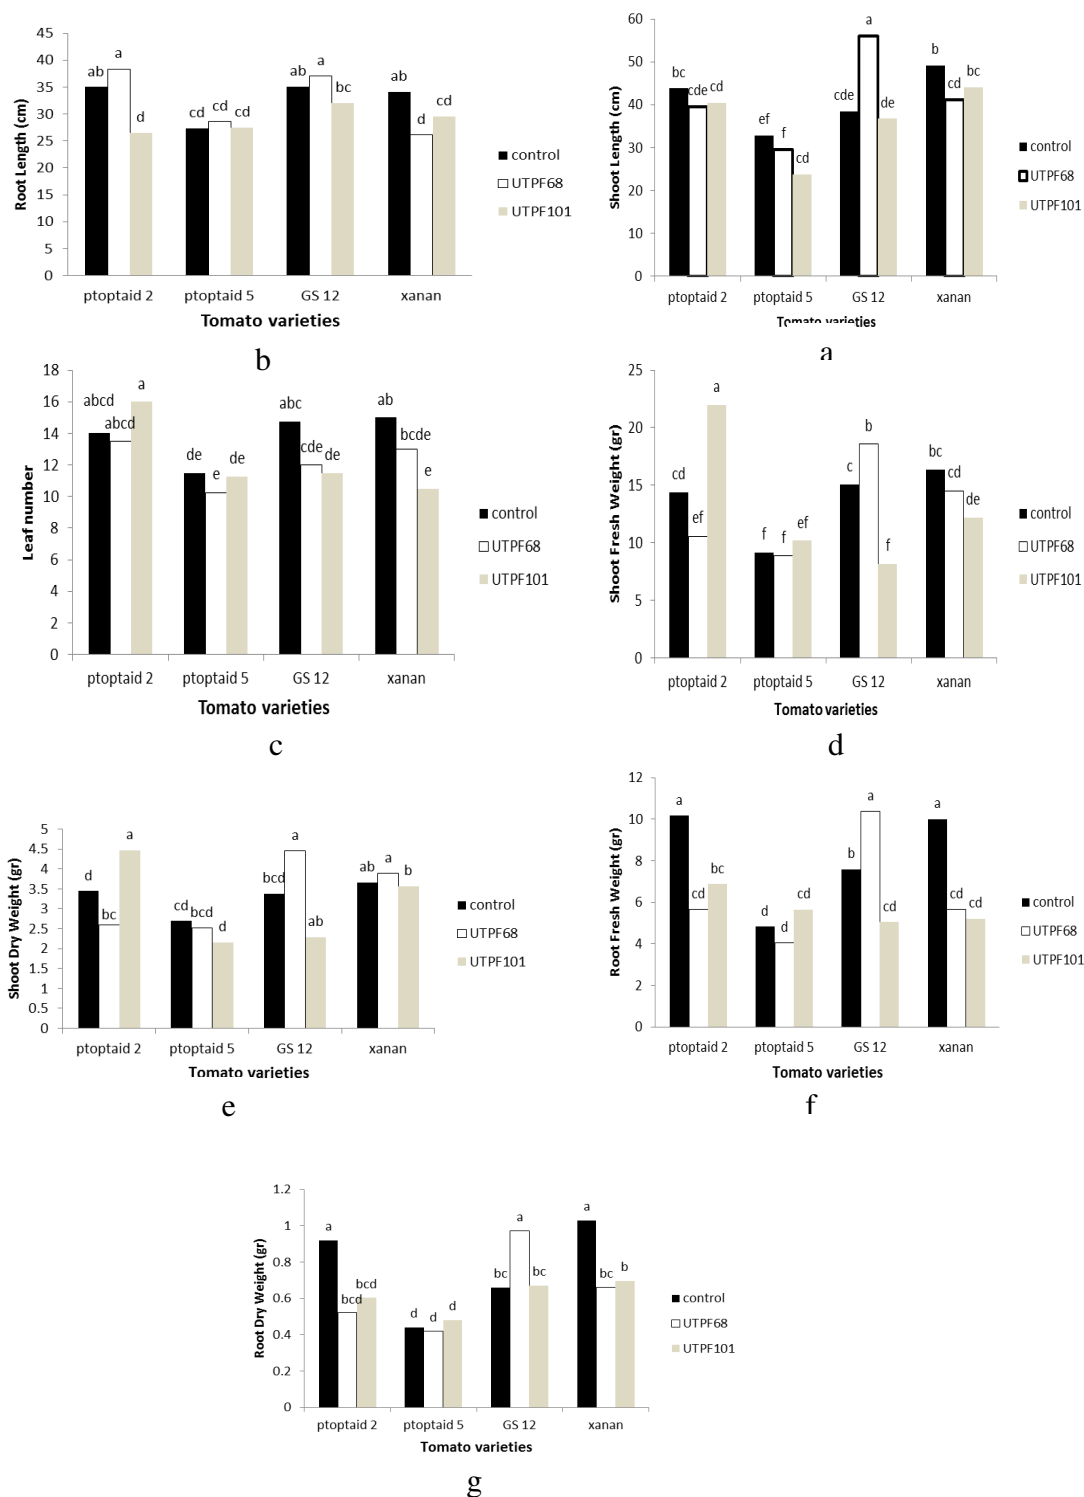 45
40
35
30
25
20
15
10
5
0
Root Length (cm)
ab a d
cd cd cd
ab a bc
ab d cd
control
UTPF68
UTPF101
ptoptaid 2 ptoptaid 5 GS 12 xanan
Tomato varieties
b
60
50
40
30
20
10
0
Shoot Length (cm)
bc cde cd
ef f cd
cde a de
b cd bc
control
UTPF68
UTPF101
ptoptaid 2 ptoptaid 5 GS 12 xanan
Tomato varieties
a
18
16
14
12
10
8
6
4
2
0
Leaf number
abcd abcd a
de e de
abc cde de
ab bcde e
control
UTPF68
UTPF101
ptoptaid 2 ptoptaid 5 GS 12 xanan
Tomato varieties
c
25
20
15
10
5
0
Shoot Fresh Weight (gr)
cd ef a
f f ef
c b f
bc cd de
control
UTPF68
UTPF101
ptoptaid 2 ptoptaid 5 GS 12 xanan
Tomato varieties
d
5
4.5
4
3.5
3
2.5
2
1.5
1
0.5
0
Shoot Dry Weight (gr)
d bc a
cd bcd d
bcd a ab
ab a b
control
UTPF68
UTPF101
ptoptaid 2 ptoptaid 5 GS 12 xanan
Tomato varieties
e
12
10
8
6
4
2
0
Root Fresh Weight (gr)
a cd bc
d d cd
b a cd
a cd cd
control
UTPF68
UTPF101
ptoptaid 2 ptoptaid 5 GS 12 xanan
Tomato varieties
f
1.2
1
0.8
0.6
0.4
0.2
0
Root Dry Weight (gr)
a bcd bcd
d d d
bc a bc
a bc b
control
UTPF68
UTPF101
ptoptaid 2 ptoptaid 5 GS 12 xanan
Tomato varieties
g